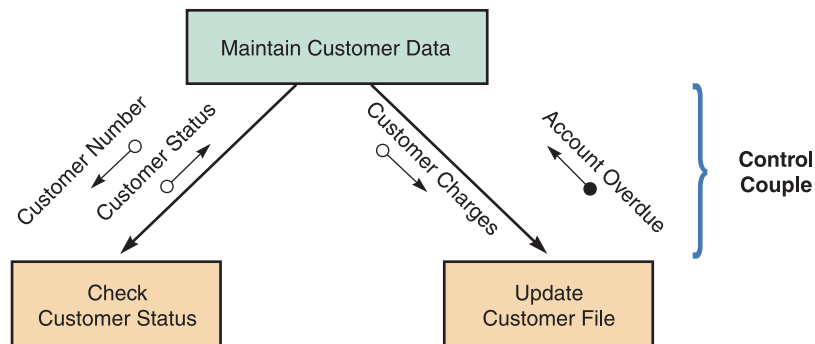 Maintain Customer Data
Customer Number
Customer Status
Customer Charges
Account Overdue
Control
Couple
Check
Customer Status
Update
Customer File